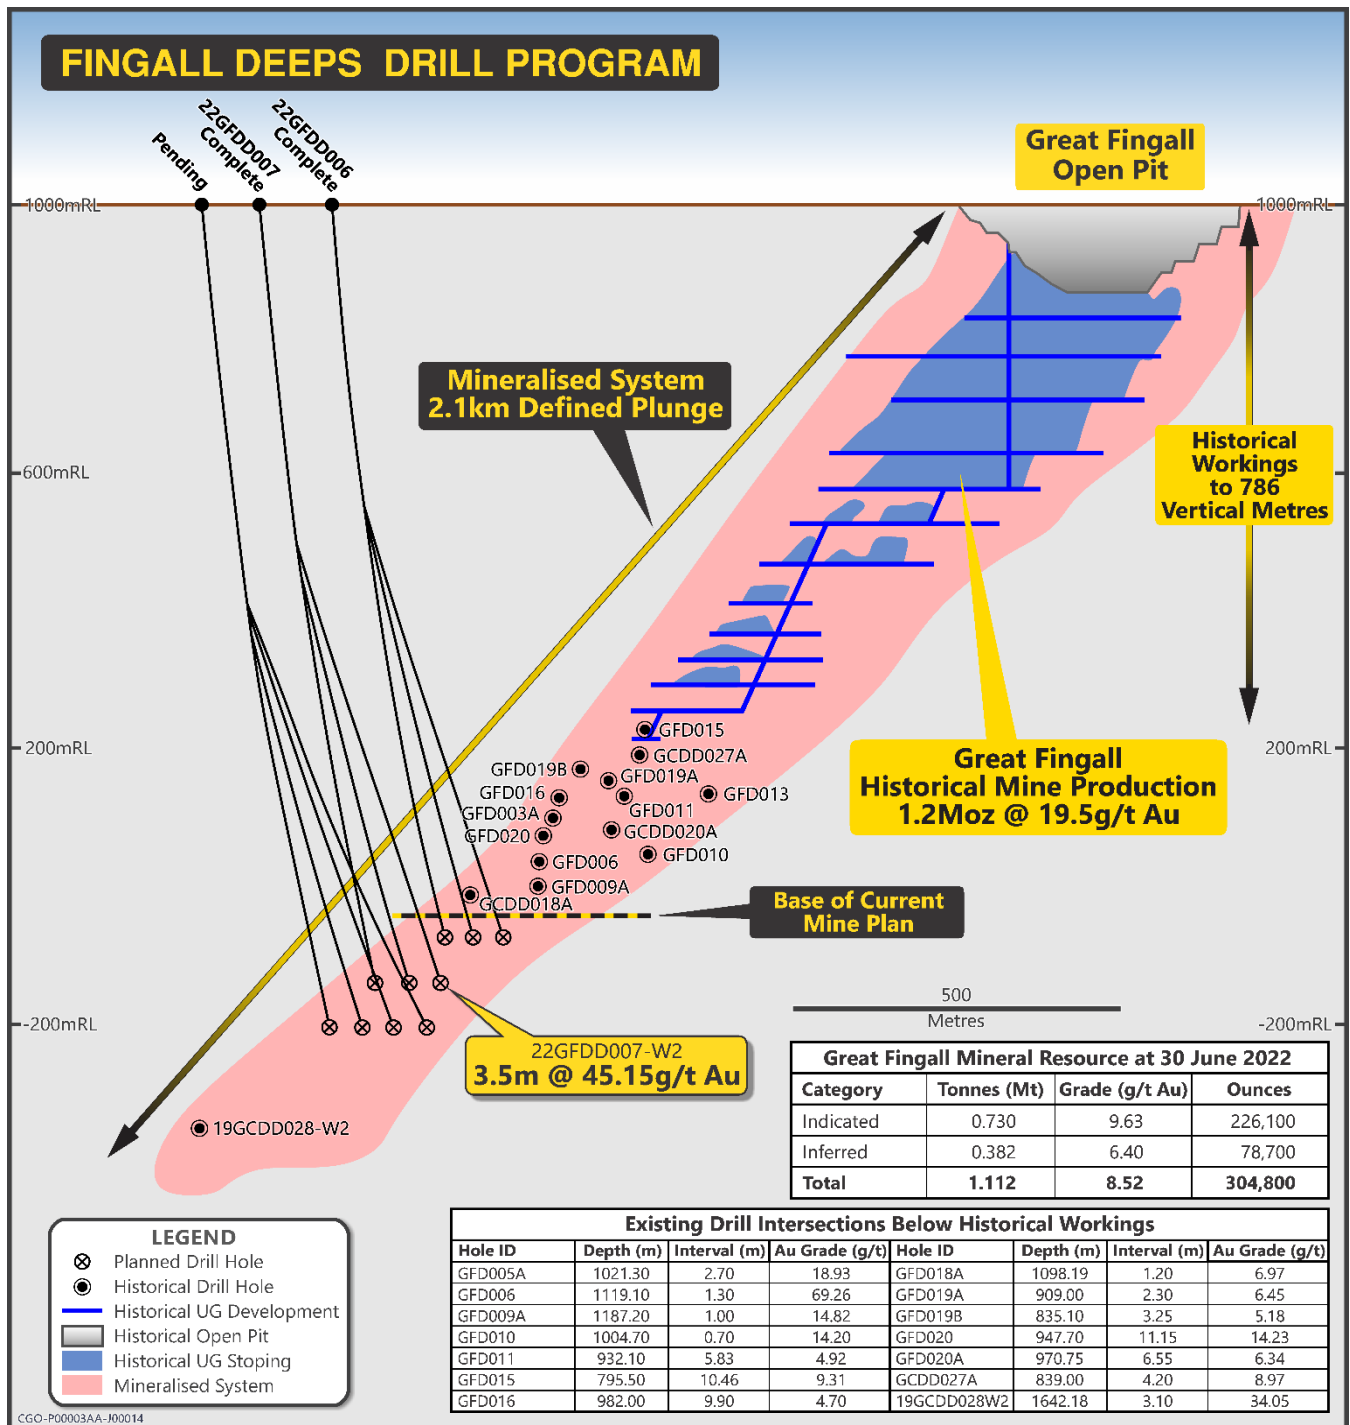 FINGALL DEEPS DRILL PROGRAM
Pending
22GFDD007
Complete
22GFDD006
Complete
Great Fingall
Open Pit
1000mRL
1000mRL
Mineralised System
2.1km Defined Plunge
Historical
Workings
to 786
Vertical Metres
600mRL
200mRL
200mRL
GFD015
GCDD027A
GFD019B
GFD019A
GFD016
GFD013
GFD003A
GFD011
GFD020
GCDD020A
GFD010
GFD006
GFD009A
GCDD018A
Great Fingall
Historical Mine Production
1.2Moz @ 19.5g/t Au
Base of Current
Mine Plan
-200mRL
-200mRL
500
Metres
22GFDD007-W2
3.5m @ 45.15g/t Au
19GCDD028-W2
Great Fingall Mineral Resource at 30 June 2022
Category Tonnes (Mt) Grade (g/t Au) Ounces
Indicated 0.730 9.63 226,100
Inferred 0.382 6.40 78,700
Total 1.112 8.52 304,800
LEGEND
Planned Drill Hole
Historical Drill Hole
Historical UG Development
Historical Open Pit
Historical UG Stoping
Mineralised System
Existing Drill Intersections Below Historical Workings
Hole ID Depth (m) Interval (m) Au Grade (g/t) Hole ID Depth (m) Interval (m) Au Grade (g/t)
GFD005A 1021.30 2.70 18.93 GFD018A 1098.19 1.20 6.97
GFD006 1119.10 1.30 69.26 GFD019A 909.00 2.30 6.45
GFD009A 1187.20 1.00 14.82 GFD019B 835.10 3.25 5.18
GFD010 1004.70 0.70 14.20 GFD020 947.70 11.15 14.23
GFD011 932.10 5.83 4.92 GFD020A 970.75 6.55 6.34
GFD015 795.50 10.46 9.31 GCDD027A 839.00 4.20 8.97
GFD016 982.00 9.90 4.70 19GCDD028W2 1642.18 3.10 34.05
CGO-P00003AA-J00014